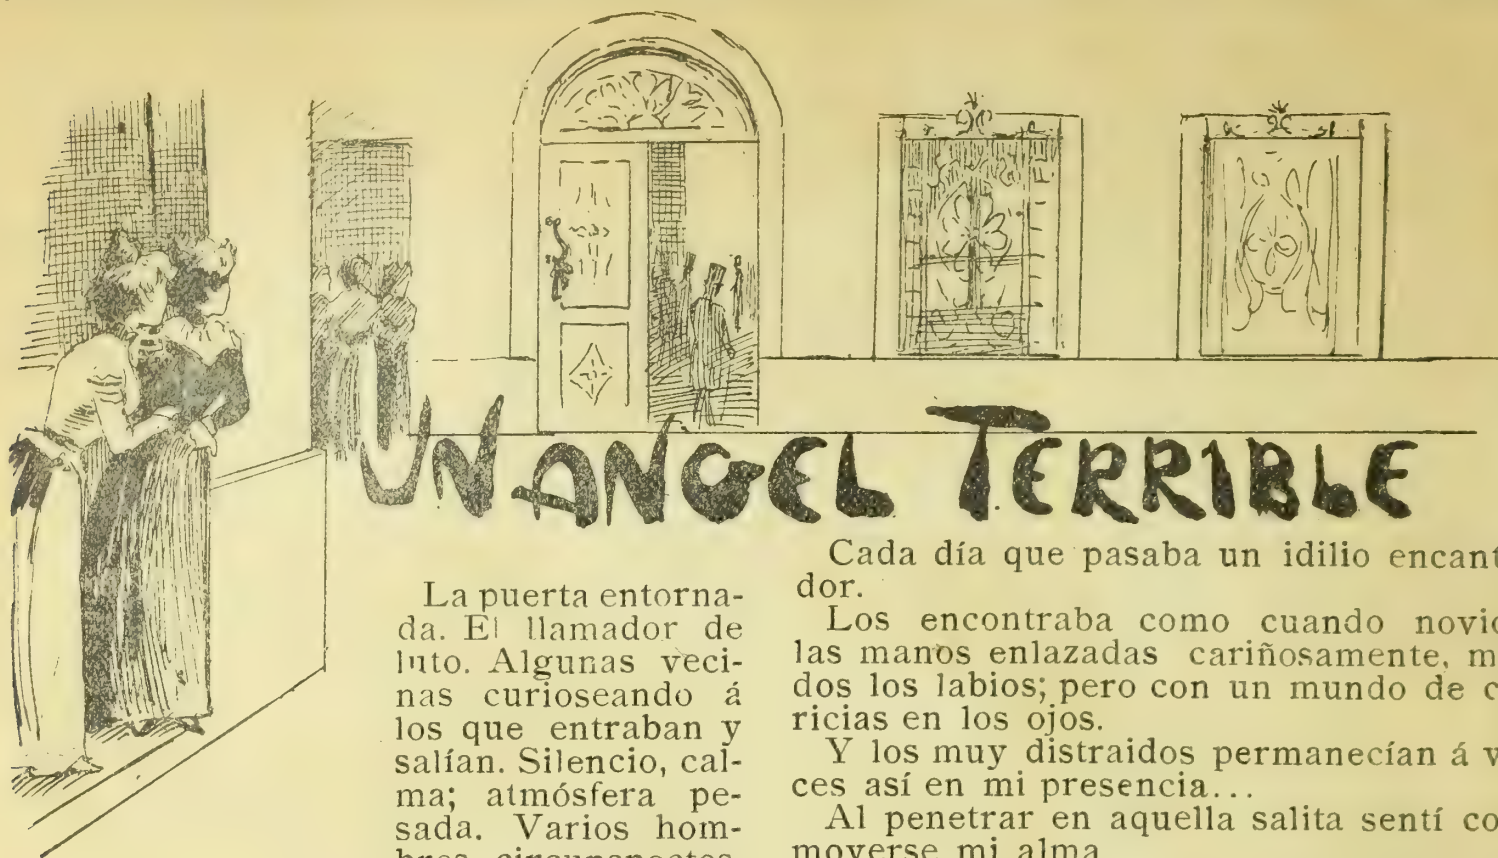 UN ANGEL TERRIBLE
La puerta entorna-
da. El llamador de
luto. Algunas veci-
nas curioseando á
los que entraban y
salían. Silencio, cal-
ma; atmósfera pe-
sada. Varios hom-
bres circunspectos,
Cada día que pasaba un idilio encant
dor.
Los encontraba como cuando novio
las manos enlazadas cariñosamente, m
dos los labios; pero con un mundo de c
ricias en los ojos.
Y los muy distraidos permanecían á v
ces así en mi presencia...
Al penetrar en aquella salita sentí co
moverse mi alma